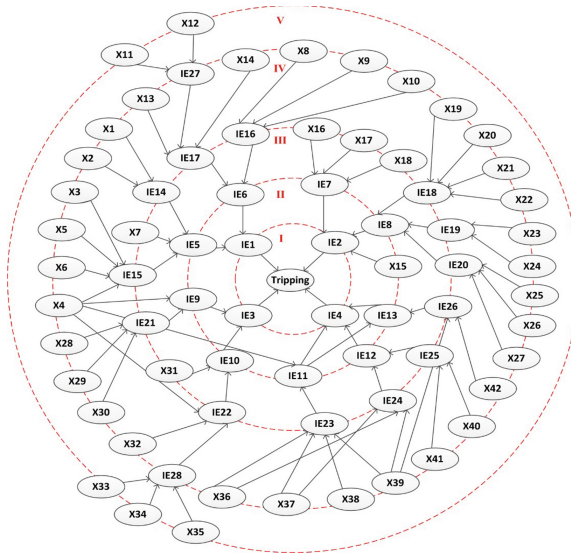 X12
V
X11
X14
X8
IE27
IV
X9
X10
X13
X19
X1
IE16
X16
X20
III
X17
X2
IE17
X18
X21
X3
IE14
IE6
II
IE7
IE18
X22
X5
X7
IE8
IE19
X23
IE5
IE1
I
IE2
X6
IE15
X15
IE20
X24
Tripping
X4
IE9
X25
IE21
IE3
IE4
IE13
IE26
X26
X28
IE10
IE12
IE25
X27
X29
X31
IE11
X42
X30
IE22
IE24
X32
IE23
X40
X41
X33
IE28
X36
X37
X38
X39
X34
X35